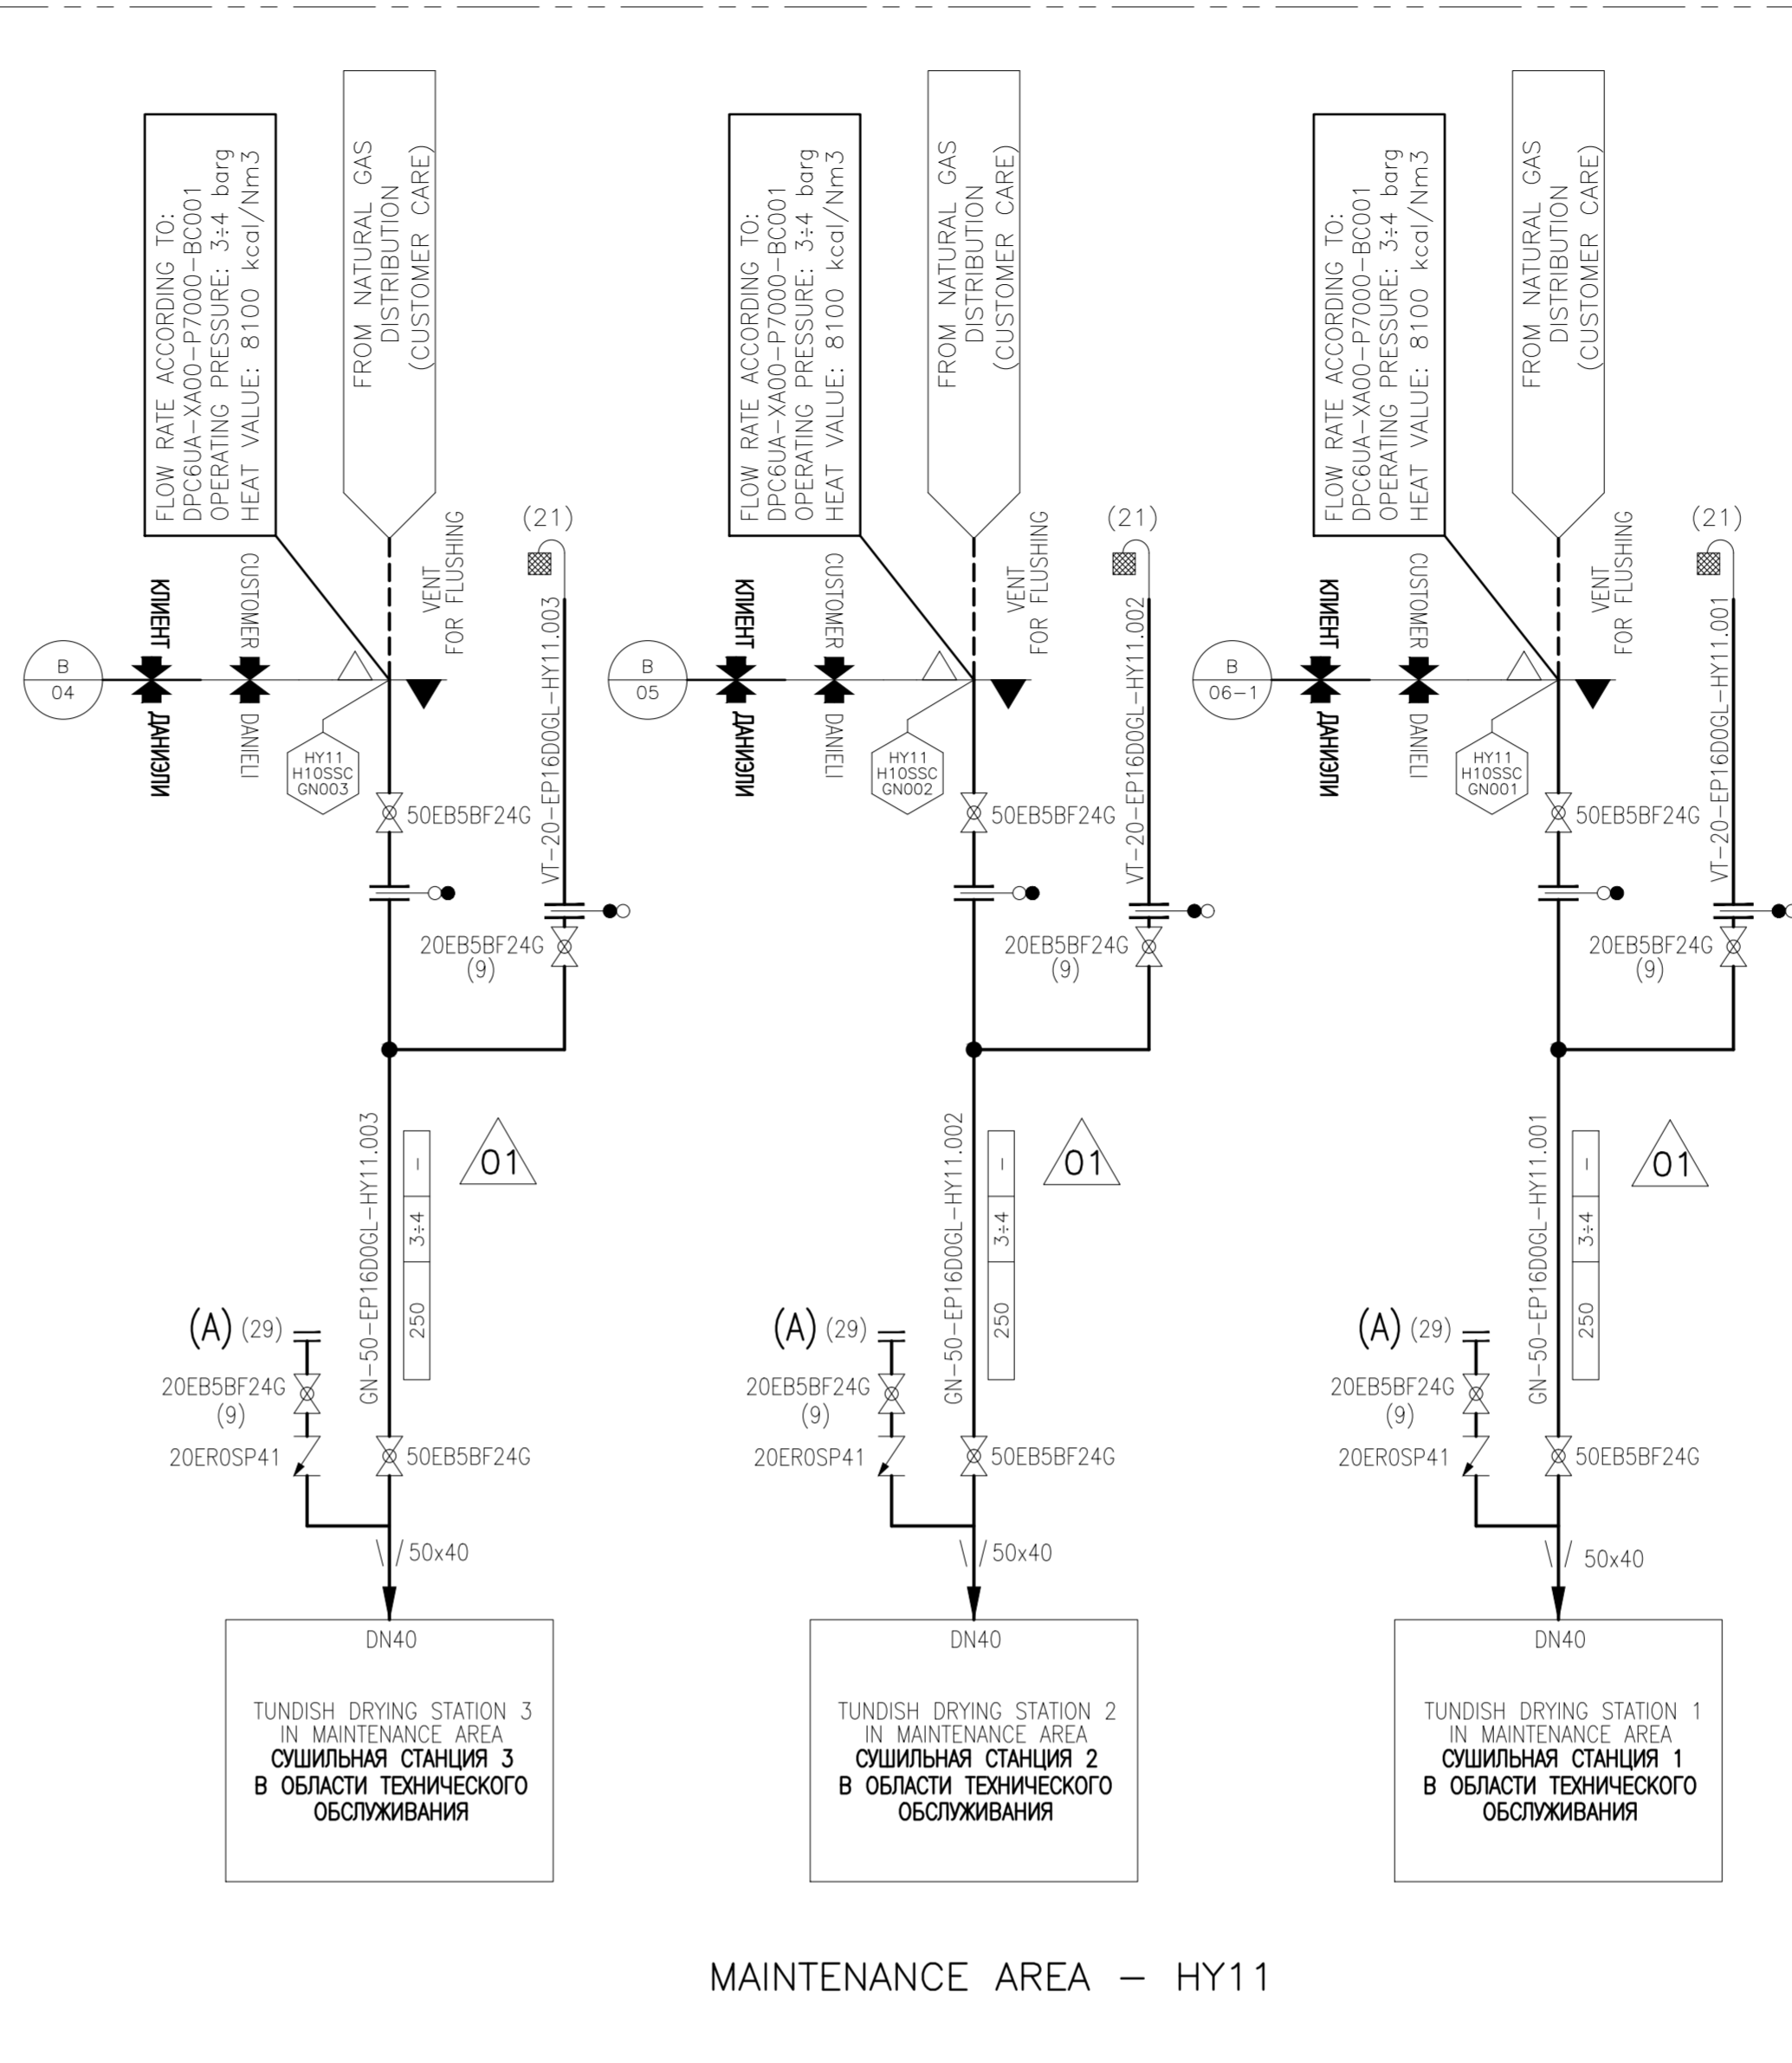 FLOW RATE ACCORDING TO:
DPC6UA-XA00-P7000-BC001
OPERATING PRESSURE: 3÷4 barg
HEAT VALUE: 8100 kcal/Nm3
FROM NATURAL GAS
DISTRIBUTION
(CUSTOMER CARE)
VENT
FOR FLUSHING
(21)
КЛИЕНТ
ДАНИЭЛИ
CUSTOMER
DANIELI
B
04
HY11
H10SSC
GN003
50EB5BF24G
VT-20-EP16D0GL-HY11.003
20EB5BF24G
(9)
GN-50-EP16D0GL-HY11.003
250 3÷4 -
01
(A) (29)
20EB5BF24G
(9)
20ER0SP41
50EB5BF24G
50x40
DN40
TUNDISH DRYING STATION 3
IN MAINTENANCE AREA
СУШИЛЬНАЯ СТАНЦИЯ 3
В ОБЛАСТИ ТЕХНИЧЕСКОГО
ОБСЛУЖИВАНИЯ
FLOW RATE ACCORDING TO:
DPC6UA-XA00-P7000-BC001
OPERATING PRESSURE: 3÷4 barg
HEAT VALUE: 8100 kcal/Nm3
FROM NATURAL GAS
DISTRIBUTION
(CUSTOMER CARE)
VENT
FOR FLUSHING
(21)
КЛИЕНТ
ДАНИЭЛИ
CUSTOMER
DANIELI
B
05
HY11
H10SSC
GN002
50EB5BF24G
VT-20-EP16D0GL-HY11.002
20EB5BF24G
(9)
GN-50-EP16D0GL-HY11.002
250 3÷4 -
01
(A) (29)
20EB5BF24G
(9)
20ER0SP41
50EB5BF24G
50x40
DN40
TUNDISH DRYING STATION 2
IN MAINTENANCE AREA
СУШИЛЬНАЯ СТАНЦИЯ 2
В ОБЛАСТИ ТЕХНИЧЕСКОГО
ОБСЛУЖИВАНИЯ
FLOW RATE ACCORDING TO:
DPC6UA-XA00-P7000-BC001
OPERATING PRESSURE: 3÷4 barg
HEAT VALUE: 8100 kcal/Nm3
FROM NATURAL GAS
DISTRIBUTION
(CUSTOMER CARE)
VENT
FOR FLUSHING
(21)
КЛИЕНТ
ДАНИЭЛИ
CUSTOMER
DANIELI
B
06-1
HY11
H10SSC
GN001
50EB5BF24G
VT-20-EP16D0GL-HY11.001
20EB5BF24G
(9)
GN-50-EP16D0GL-HY11.001
250 3÷4 -
01
(A) (29)
20EB5BF24G
(9)
20ER0SP41
50EB5BF24G
50x40
DN40
TUNDISH DRYING STATION 1
IN MAINTENANCE AREA
СУШИЛЬНАЯ СТАНЦИЯ 1
В ОБЛАСТИ ТЕХНИЧЕСКОГО
ОБСЛУЖИВАНИЯ
MAINTENANCE AREA - HY11